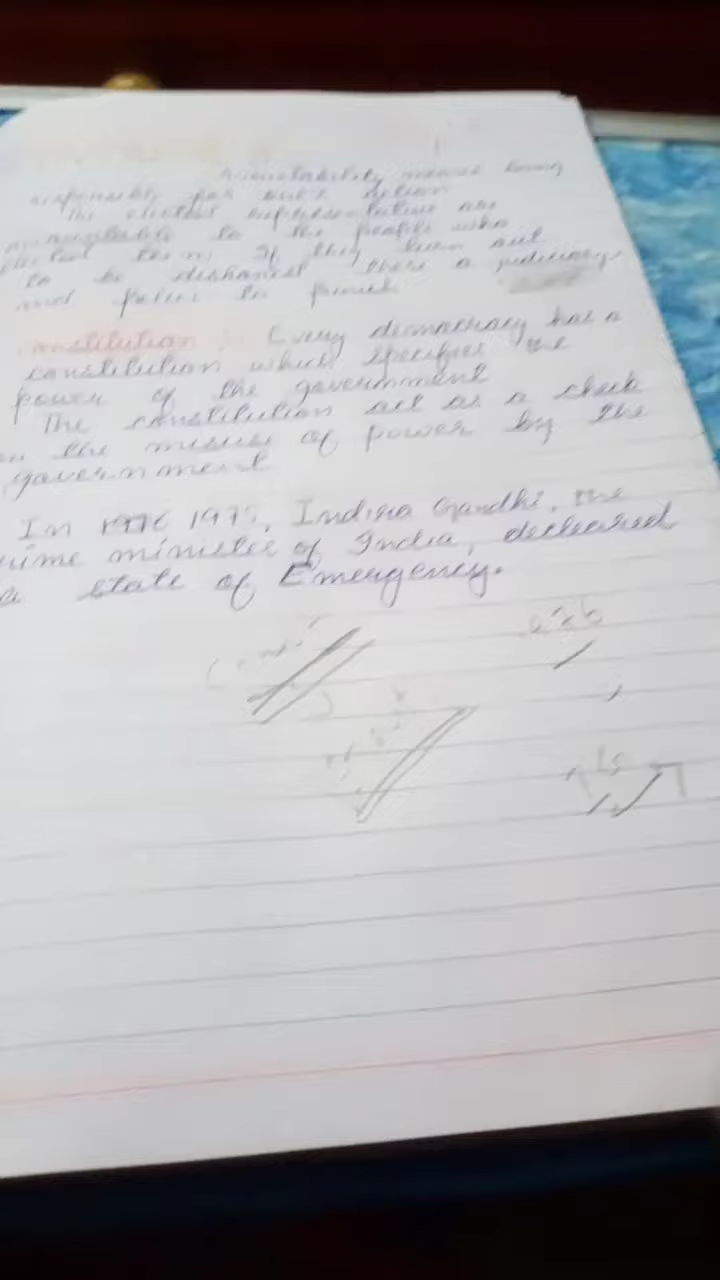 Accountability means being
responsible for one's action
The elected representative are
accountable to the people who
elected them. If they turn out
to be dishonest there a judiciary
and police to punish
Constitution : Every democracy has a
constitution which specifies the
power of the government
The constitution act as a check
on the misuse of power by the
government
In 1976 1975, Indira Gandhi, the
rime minister of India, declared
a state of Emergency.